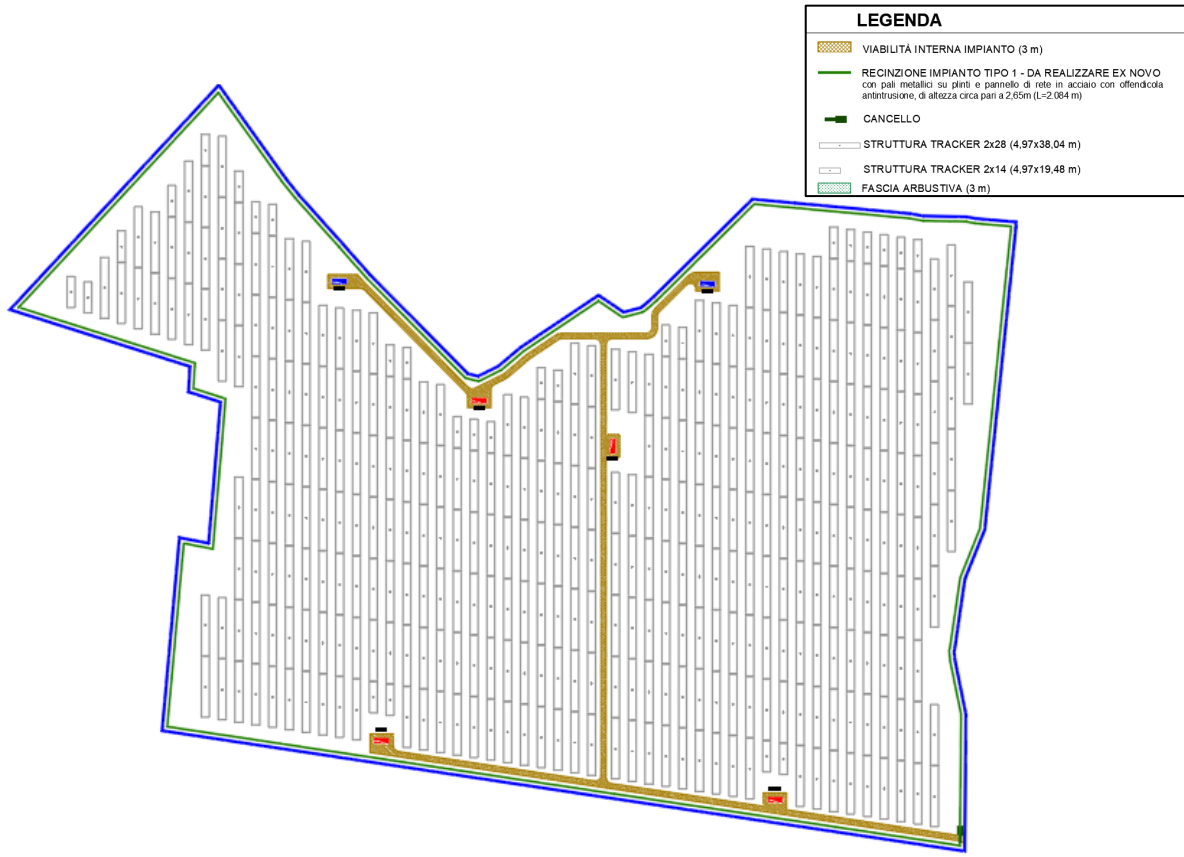 LEGENDA
VIABILITÁ INTERNA IMPIANTO (3 m)
RECINZIONE IMPIANTO TIPO 1 - DA REALIZZARE EX NOVO
con pali metallici su plinti e pannello di rete in acciaio con offendicola
antintrusione, di altezza circa pari a 2,65m (L=2.084 m)
CANCELLO
STRUTTURA TRACKER 2x28 (4,97x38,04 m)
STRUTTURA TRACKER 2x14 (4,97x19,48 m)
FASCIA ARBUSTIVA (3 m)